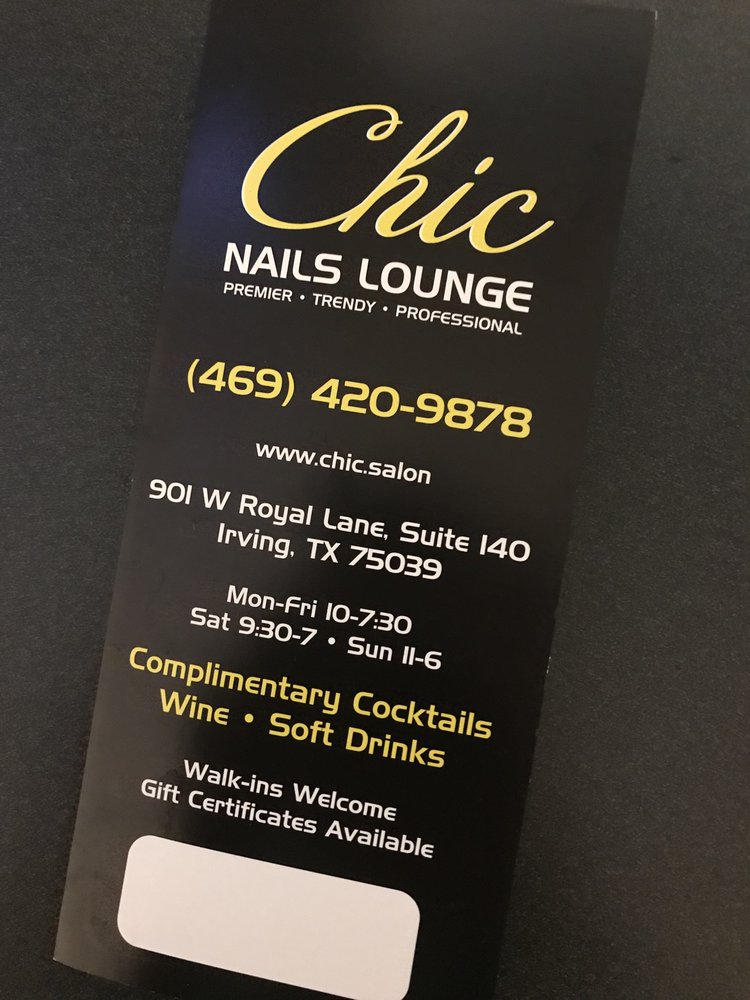 Chic
NAILS LOUNGE
PREMIER • TRENDY • PROFESSIONAL
(469) 420-9878
www.chic.salon
901 W Royal Lane, Suite 140
Irving, TX 75039
Mon-Fri 10-7:30
Sat 9:30-7 • Sun 11-6
Complimentary Cocktails
Wine • Soft Drinks
Walk-ins Welcome
Gift Certificates Available